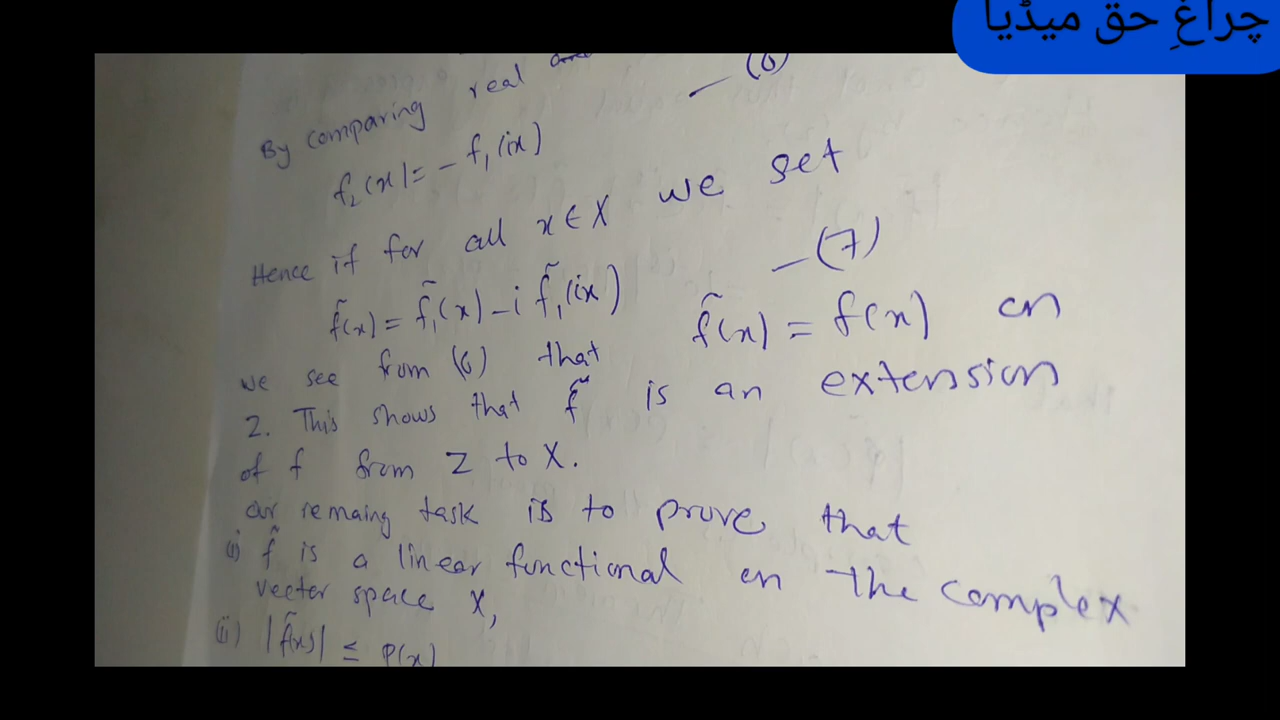 چراغِ حق میڈیا
By comparing real
— (6)
f₂(x) = - f₁(ix)
Hence if for all x ∈ X we set
f̃(x) = f̃₁(x) - i f̃₁(ix) — (7)
we see from (6) that f̃(x) = f(x) on
Z. This shows that f̃ is an extension
of f from Z to X.
our remaing task is to prove that
(i) f̃ is a linear functional on the complex
vector space X,
(ii) |f̃(x)| ≤ P(x)